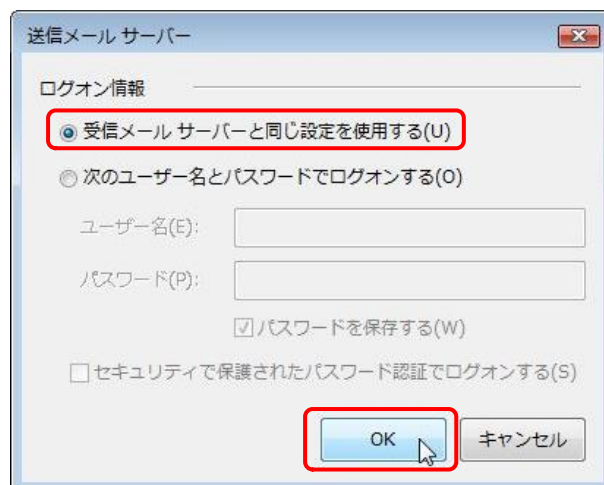 送信メール サーバー
ログオン情報
受信メール サーバーと同じ設定を使用する(U)
次のユーザー名とパスワードでログオンする(O)
ユーザー名(E):
パスワード(P):
パスワードを保存する(W)
セキュリティで保護されたパスワード認証でログオンする(S)
OK キャンセル